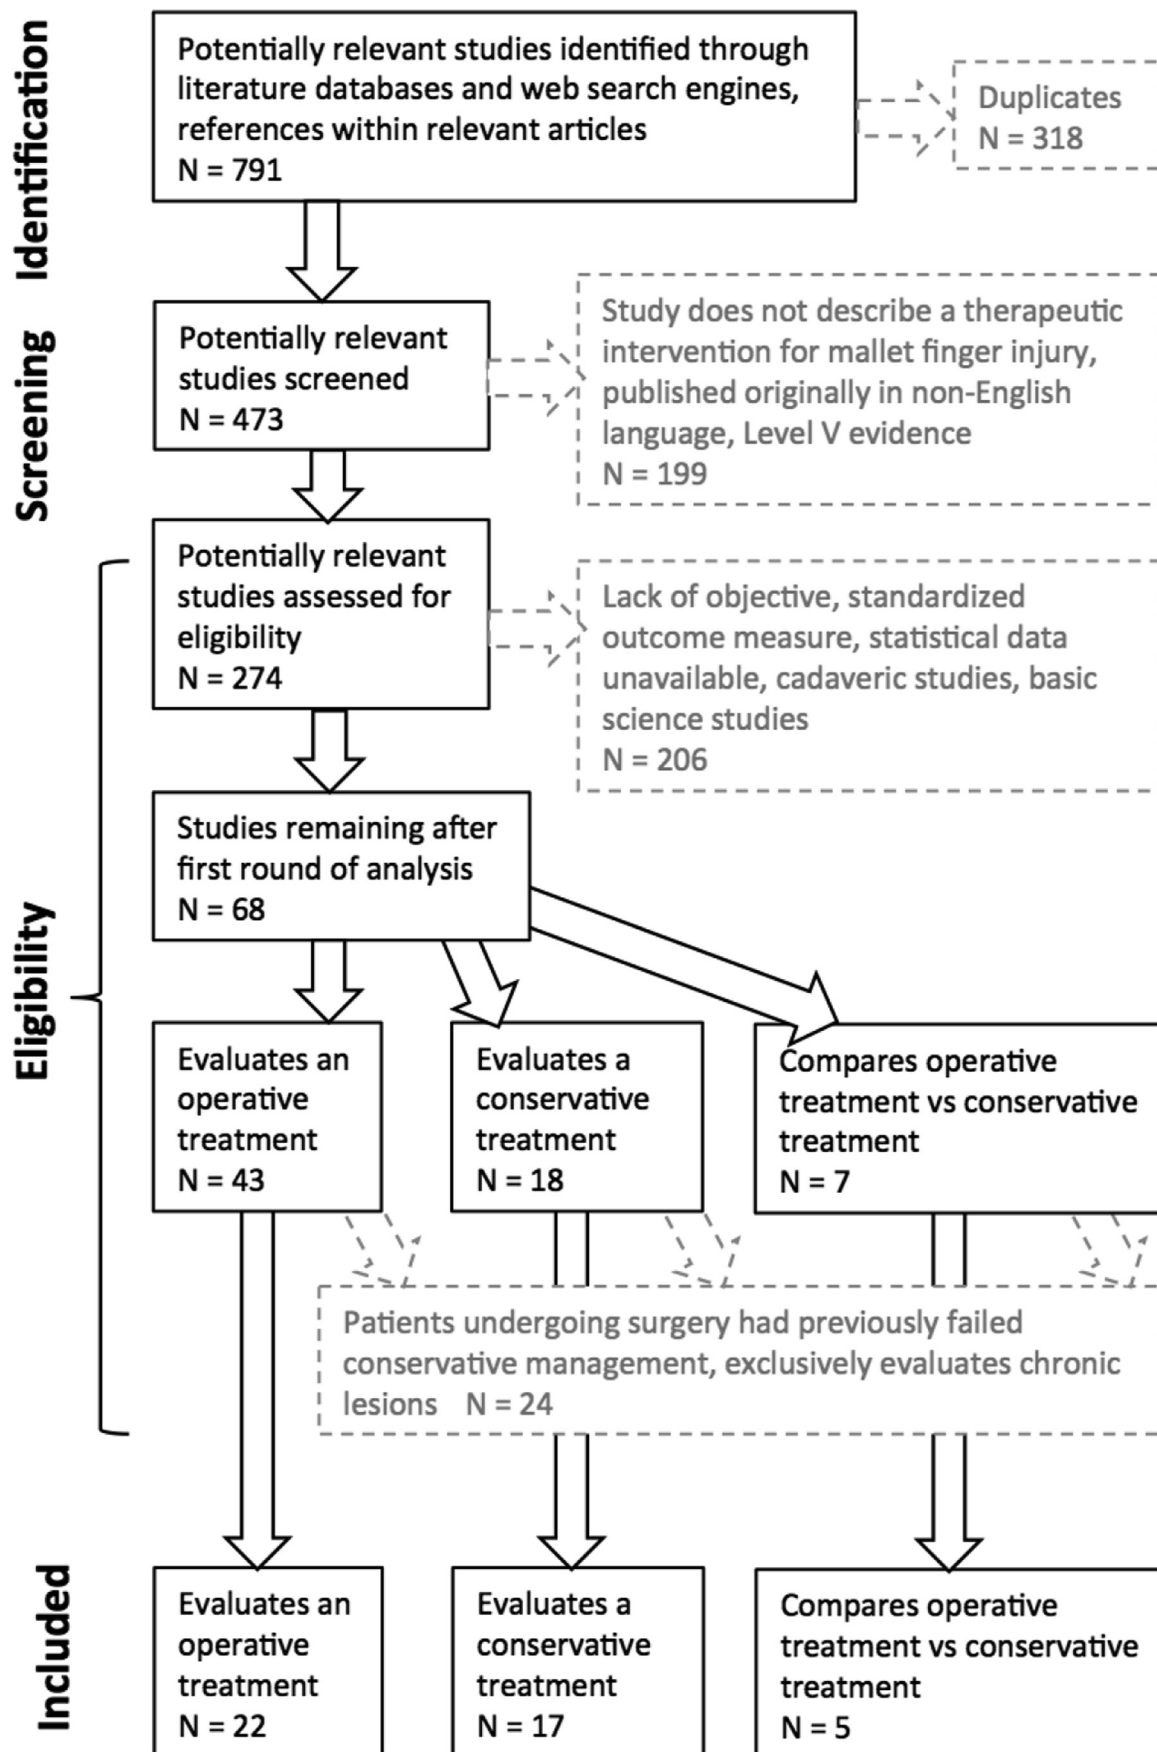 Identification
Potentially relevant studies identified through
literature databases and web search engines,
references within relevant articles
N = 791
Duplicates
N = 318
Screening
Potentially relevant
studies screened
N = 473
Study does not describe a therapeutic
intervention for mallet finger injury,
published originally in non-English
language, Level V evidence
N = 199
Eligibility
Potentially relevant
studies assessed for
eligibility
N = 274
Lack of objective, standardized
outcome measure, statistical data
unavailable, cadaveric studies, basic
science studies
N = 206
Studies remaining after
first round of analysis
N = 68
Evaluates an
operative
treatment
N = 43
Evaluates a
conservative
treatment
N = 18
Compares operative
treatment vs conservative
treatment
N = 7
Patients undergoing surgery had previously failed
conservative management, exclusively evaluates chronic
lesions N = 24
Included
Evaluates an
operative
treatment
N = 22
Evaluates a
conservative
treatment
N = 17
Compares operative
treatment vs conservative
treatment
N = 5